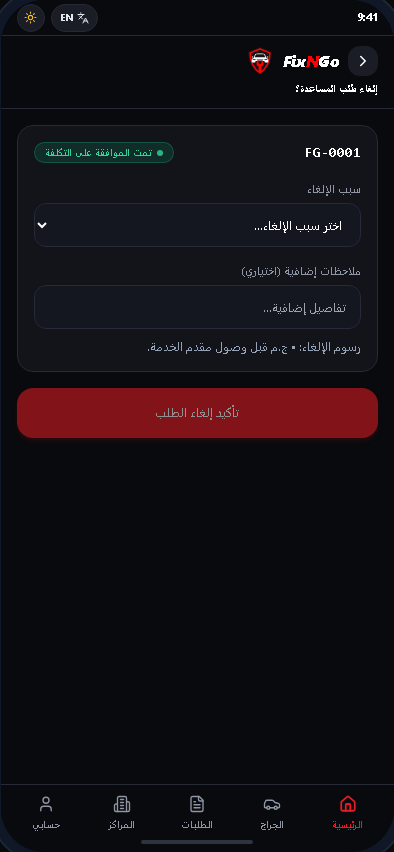 9:41
EN
FixNGo
إلغاء طلب المساعدة؟
FG-0001
تمت الموافقة على التكلفة
سبب الإلغاء
اختر سبب الإلغاء...
ملاحظات إضافية (اختياري)
تفاصيل إضافية...
رسوم الإلغاء: ٠ ج.م قبل وصول مقدم الخدمة.
تأكيد إلغاء الطلب
الرئيسية
الجراج
الطلبات
المراكز
حسابي